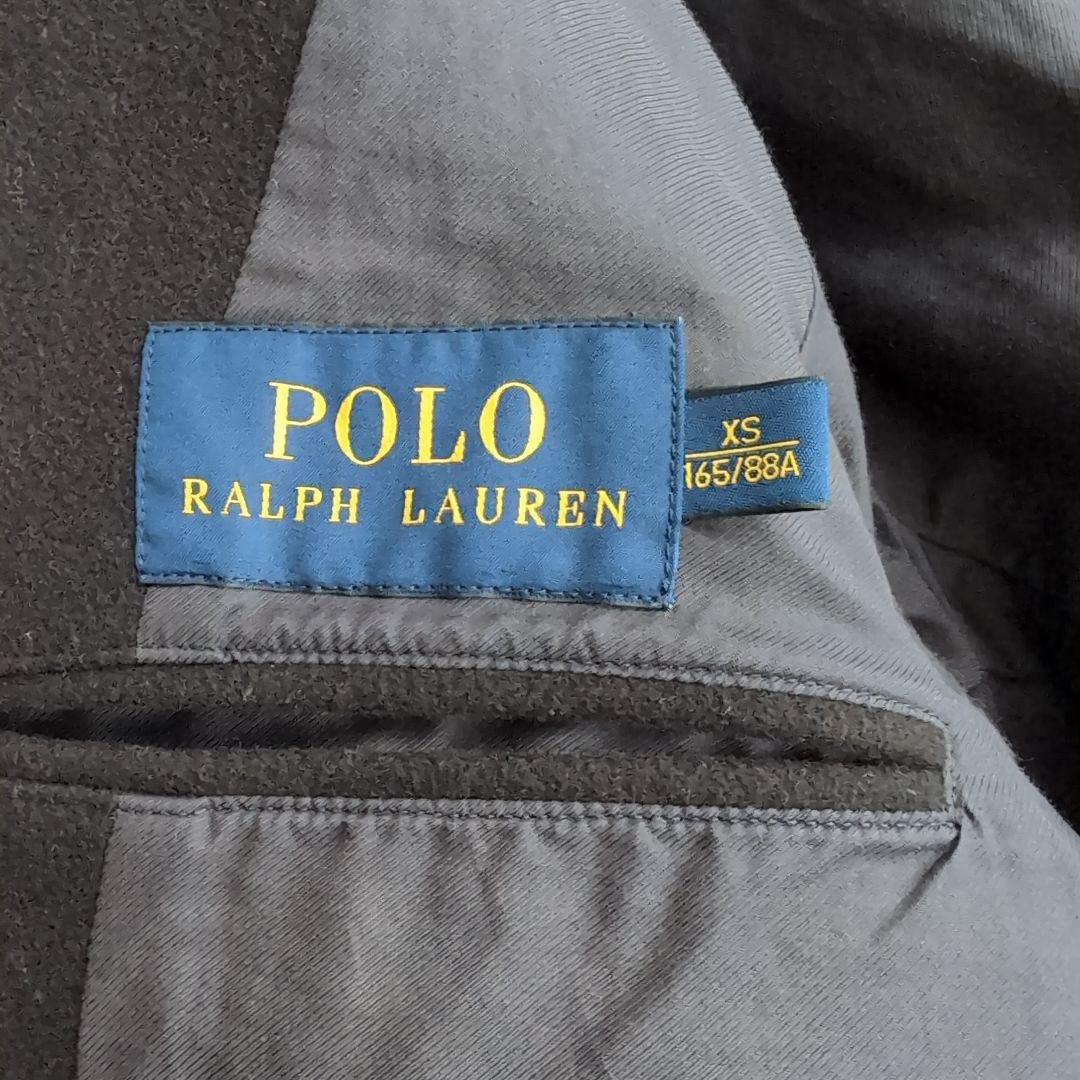 POLO
RALPH LAUREN
XS
165/88A